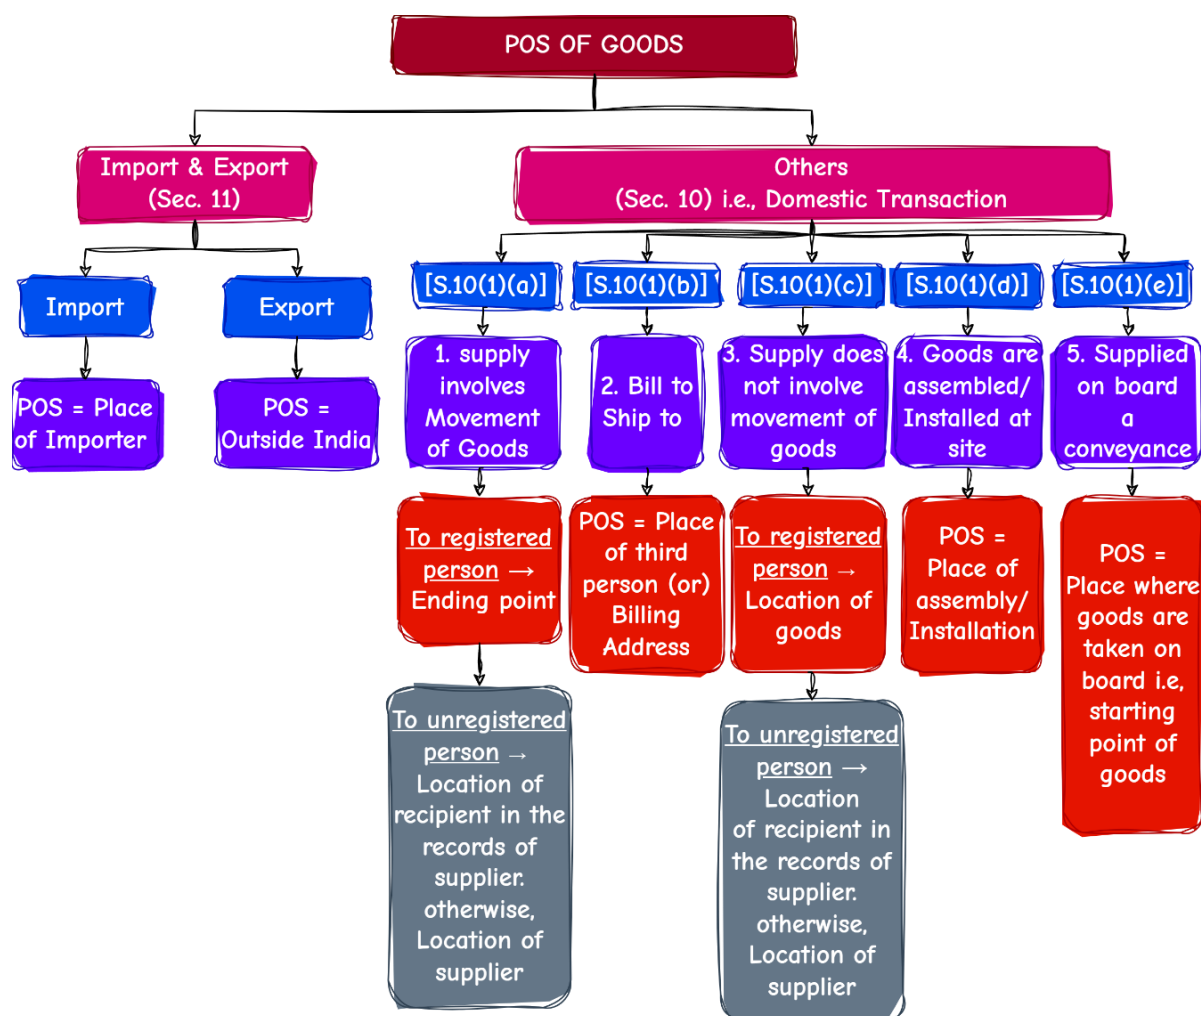 POS OF GOODS
Import & Export
(Sec. 11)
Others
(Sec. 10) i.e., Domestic Transaction
Import
Export
[S.10(1)(a)]
[S.10(1)(b)]
[S.10(1)(c)]
[S.10(1)(d)]
[S.10(1)(e)]
POS = Place
of Importer
POS =
Outside India
1. supply
involves
Movement
of Goods
2. Bill to
Ship to
3. Supply does
not involve
movement of
goods
4. Goods are
assembled/
Installed at
site
5. Supplied
on board
a
conveyance
To registered
person →
Ending point
POS = Place
of third
person (or)
Billing
Address
To registered
person →
Location of
goods
POS =
Place of
assembly/
Installation
POS =
Place where
goods are
taken on
board i.e,
starting
point of
goods
To unregistered
person →
Location of
recipient in the
records of
supplier.
otherwise,
Location of
supplier
To unregistered
person →
Location
of recipient in
the records of
supplier.
otherwise,
Location of
supplier